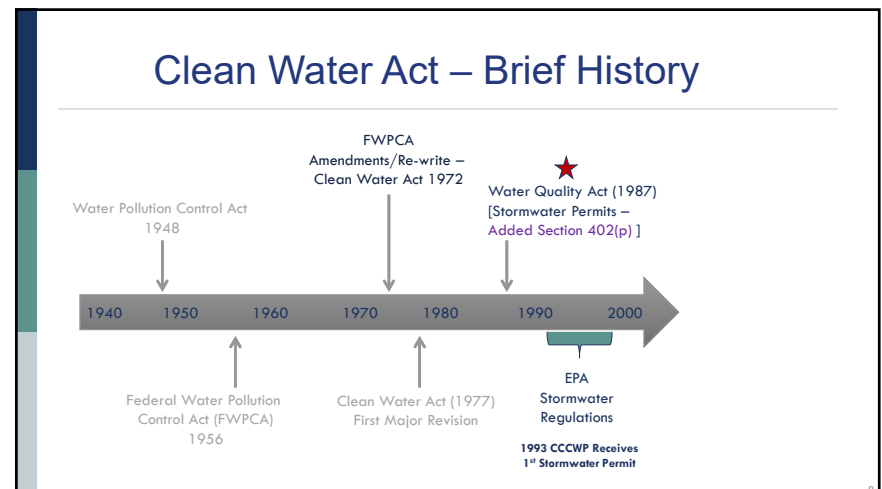 Clean Water Act – Brief History
FWPCA
Amendments/Re-write –
Clean Water Act 1972
Water Quality Act (1987)
[Stormwater Permits –
Added Section 402(p) ]
Water Pollution Control Act
1948
1940 1950 1960 1970 1980 1990 2000
Federal Water Pollution
Control Act (FWPCA)
1956
Clean Water Act (1977)
First Major Revision
EPA
Stormwater
Regulations
1993 CCCWP Receives
1st Stormwater Permit